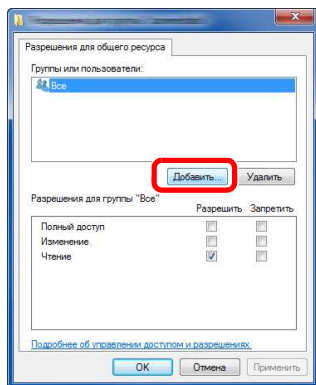 Разрешения для общего ресурса
Группы или пользователи:
Все
Добавить... Удалить
Разрешения для группы "Все"
Разрешить Запретить
Полный доступ
Изменение
Чтение
Подробнее об управлении доступом и разрешениях
OK Отмена Применить